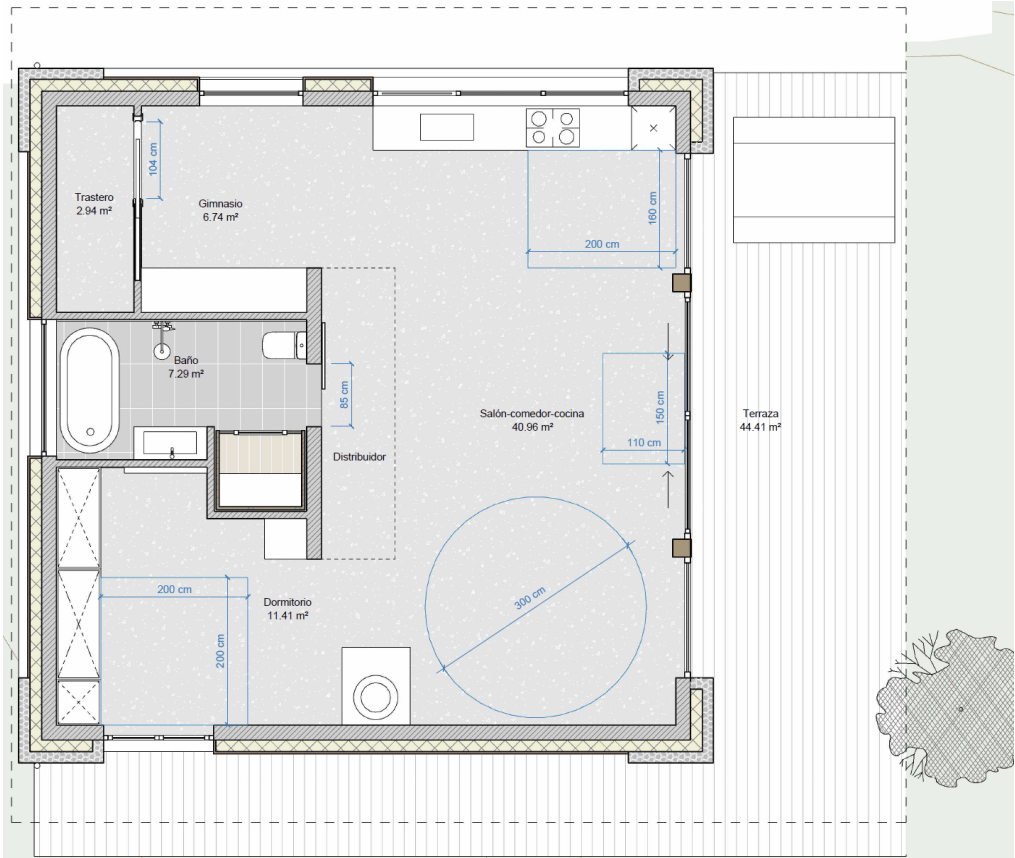 104 cm
Trastero
2.94 m²
Gimnasio
6.74 m²
160 cm
200 cm
Baño
7.29 m²
85 cm
Salón-comedor-cocina
40.96 m²
150 cm
110 cm
Terraza
44.41 m²
Distribuidor
200 cm
Dormitorio
11.41 m²
200 cm
300 cm